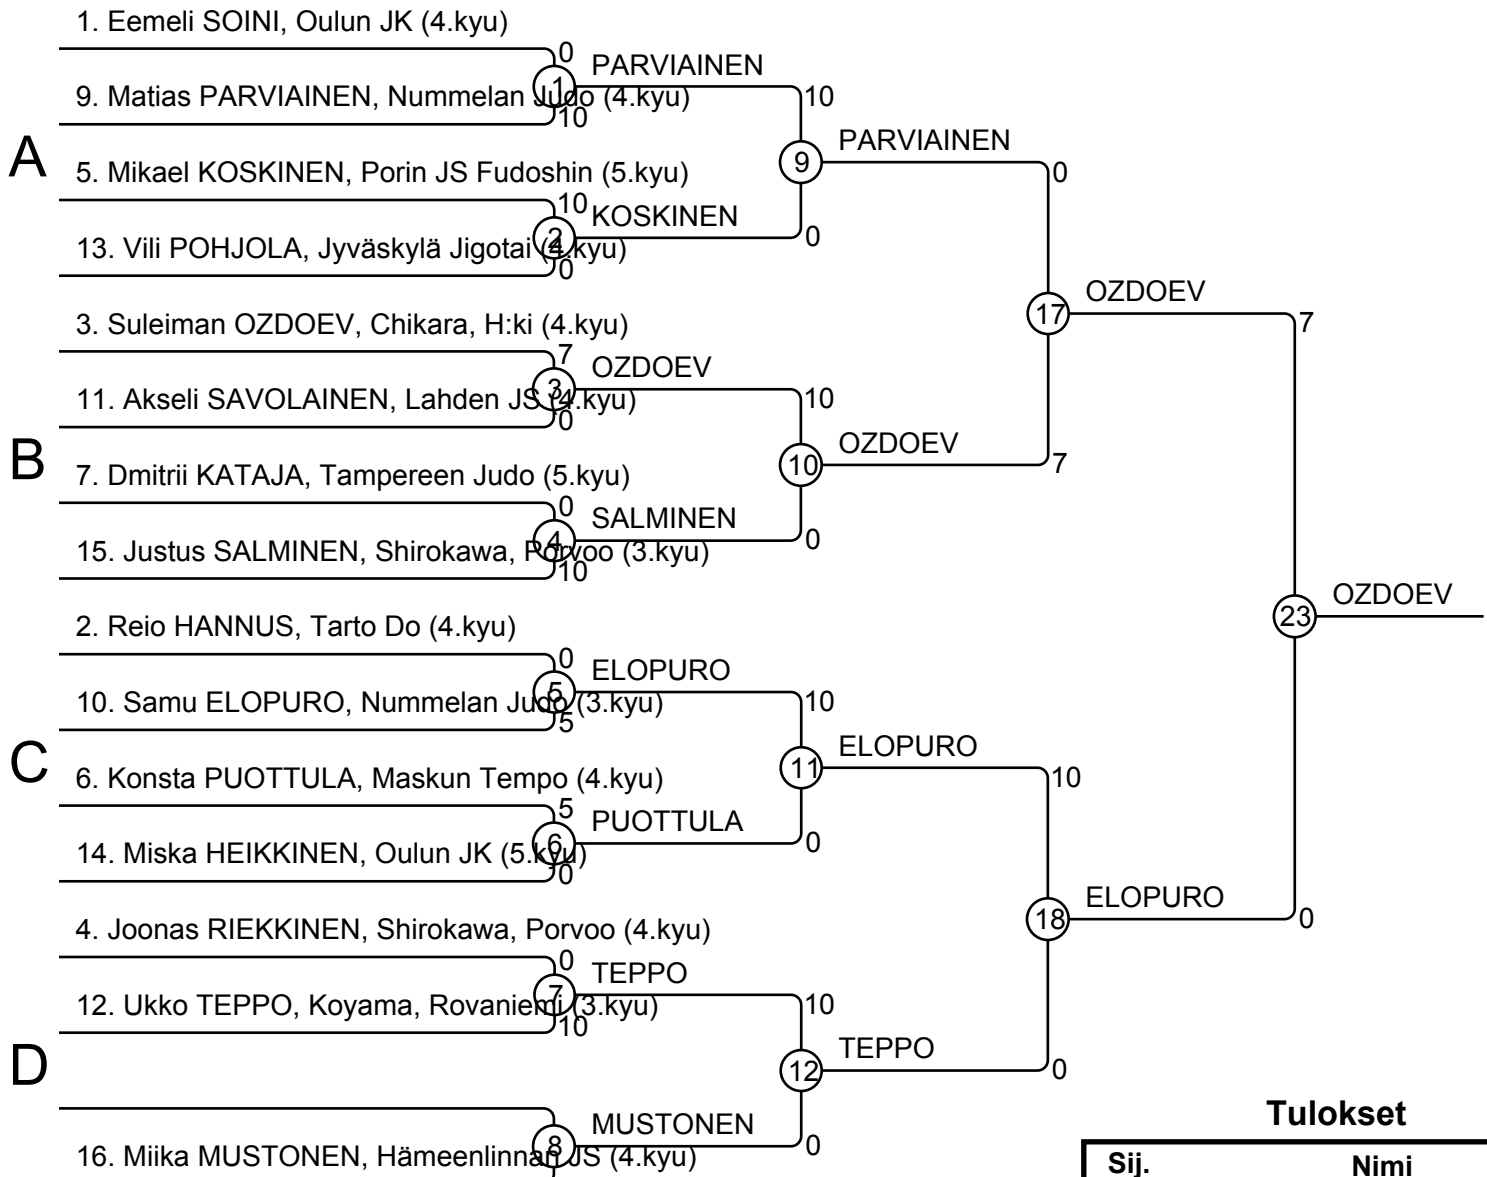 1. Eemeli SOINI, Oulun JK (4.kyu)
0
PARVIAINEN
1
9. Matias PARVIAINEN, Nummelan Judo (4.kyu)
10
10
A
PARVIAINEN
9
5. Mikael KOSKINEN, Porin JS Fudoshin (5.kyu)
0
10
KOSKINEN
2
0
13. Vili POHJOLA, Jyväskylä Jigotai (4.kyu)
0
OZDOEV
17
7
3. Suleiman OZDOEV, Chikara, H:ki (4.kyu)
7
OZDOEV
3
10
11. Akseli SAVOLAINEN, Lahden JS (4.kyu)
0
B
OZDOEV
10
7
7. Dmitrii KATAJA, Tampereen Judo (5.kyu)
0
SALMINEN
4
0
15. Justus SALMINEN, Shirokawa, Porvoo (3.kyu)
10
OZDOEV
23
2. Reio HANNUS, Tarto Do (4.kyu)
0
ELOPURO
5
10
10. Samu ELOPURO, Nummelan Judo (3.kyu)
5
C
ELOPURO
11
10
6. Konsta PUOTTULA, Maskun Tempo (4.kyu)
5
PUOTTULA
6
0
14. Miska HEIKKINEN, Oulun JK (5.kyu)
0
ELOPURO
18
0
4. Joonas RIEKKINEN, Shirokawa, Porvoo (4.kyu)
0
TEPPO
7
10
12. Ukko TEPPO, Koyama, Rovaniemi (3.kyu)
10
D
TEPPO
12
0
MUSTONEN
8
0
16. Miika MUSTONEN, Hämeenlinnan JS (4.kyu)
Tulokset
Sij. Nimi